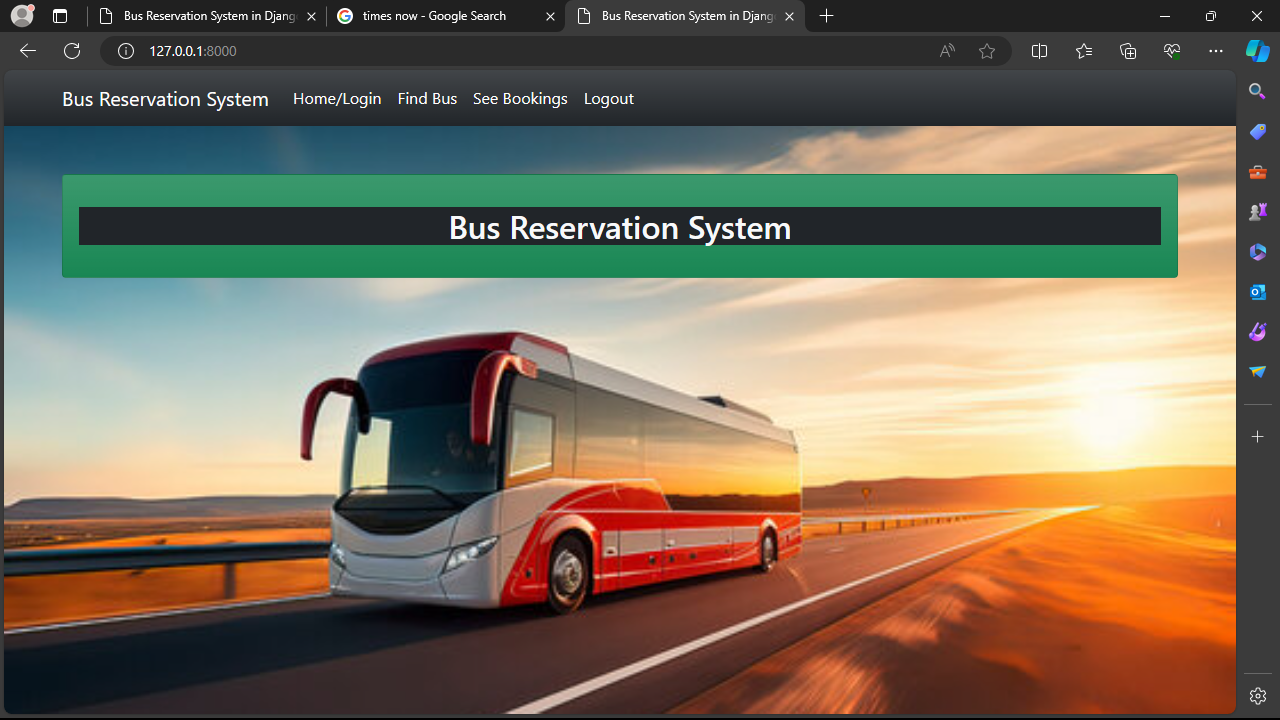 Bus Reservation System in Djang
times now - Google Search
Bus Reservation System in Djang
127.0.0.1:8000
Bus Reservation System
Home/Login
Find Bus
See Bookings
Logout
Bus Reservation System